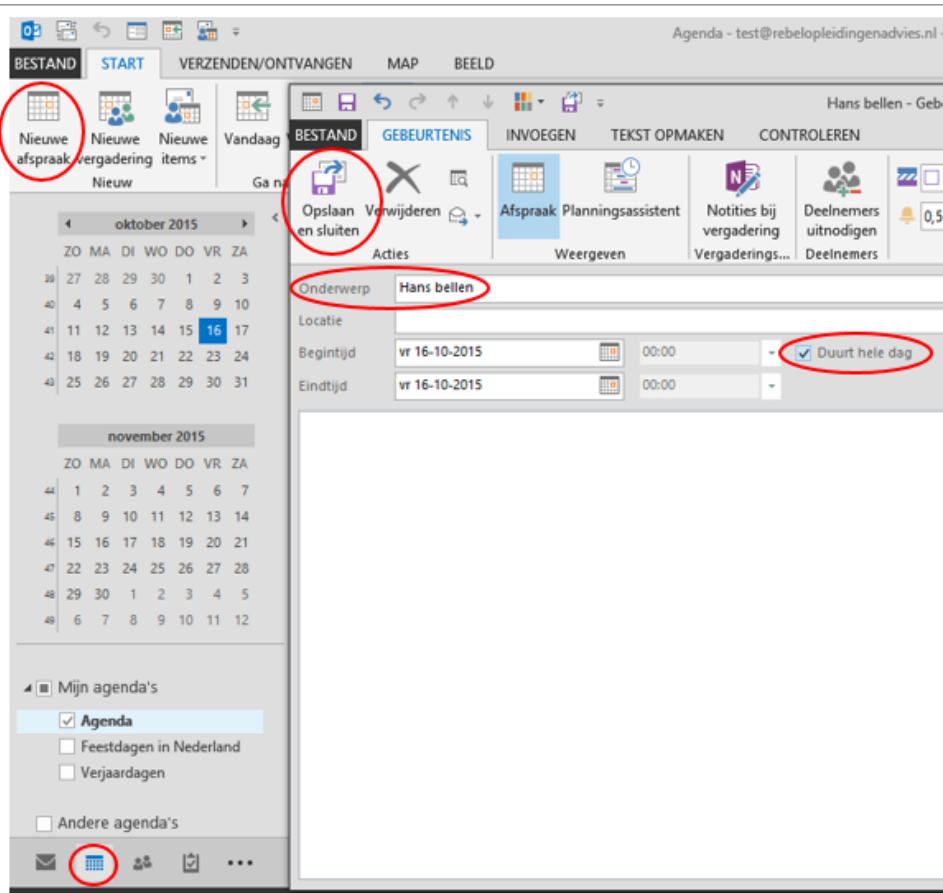 Agenda - test@rebelopleidingenadvies.nl -
BESTAND START VERZENDEN/ONTVANGEN MAP BEELD
Nieuwe afspraak
Nieuwe vergadering
Nieuwe items
Vandaag
Nieuw
Ga na
oktober 2015
ZO MA DI WO DO VR ZA
39 27 28 29 30 1 2 3
40 4 5 6 7 8 9 10
41 11 12 13 14 15 16 17
42 18 19 20 21 22 23 24
43 25 26 27 28 29 30 31
november 2015
ZO MA DI WO DO VR ZA
44 1 2 3 4 5 6 7
45 8 9 10 11 12 13 14
46 15 16 17 18 19 20 21
47 22 23 24 25 26 27 28
48 29 30 1 2 3 4 5
49 6 7 8 9 10 11 12
Mijn agenda's
Agenda
Feestdagen in Nederland
Verjaardagen
Andere agenda's
Hans bellen - Gebe
BESTAND GEBEURTENIS INVOEGEN TEKST OPMAKEN CONTROLEREN
Opslaan en sluiten
Verwijderen
Acties
Afspraak
Planningsassistent
Weergeven
Notities bij vergadering
Vergaderings...
Deelnemers uitnodigen
Deelnemers
0,5
Onderwerp Hans bellen
Locatie
Begintijd vr 16-10-2015 00:00 Duurt hele dag
Eindtijd vr 16-10-2015 00:00